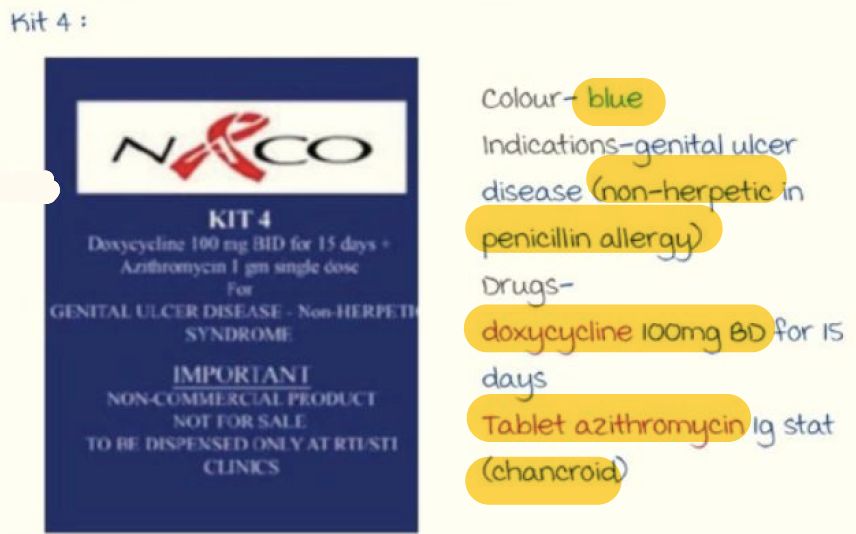 Kit 4 :
NACO
KIT 4
Doxycycline 100 mg BID for 15 days +
Azithromycin 1 gm single dose
For
GENITAL ULCER DISEASE - Non-HERPETI
SYNDROME
IMPORTANT
NON-COMMERCIAL PRODUCT
NOT FOR SALE
TO BE DISPENSED ONLY AT RTI/STI
CLINICS
Colour- blue
Indications-genital ulcer
disease (non-herpetic in
penicillin allergy)
Drugs-
doxycycline 100mg BD for 15
days
Tablet azithromycin 1g stat
(chancroid)